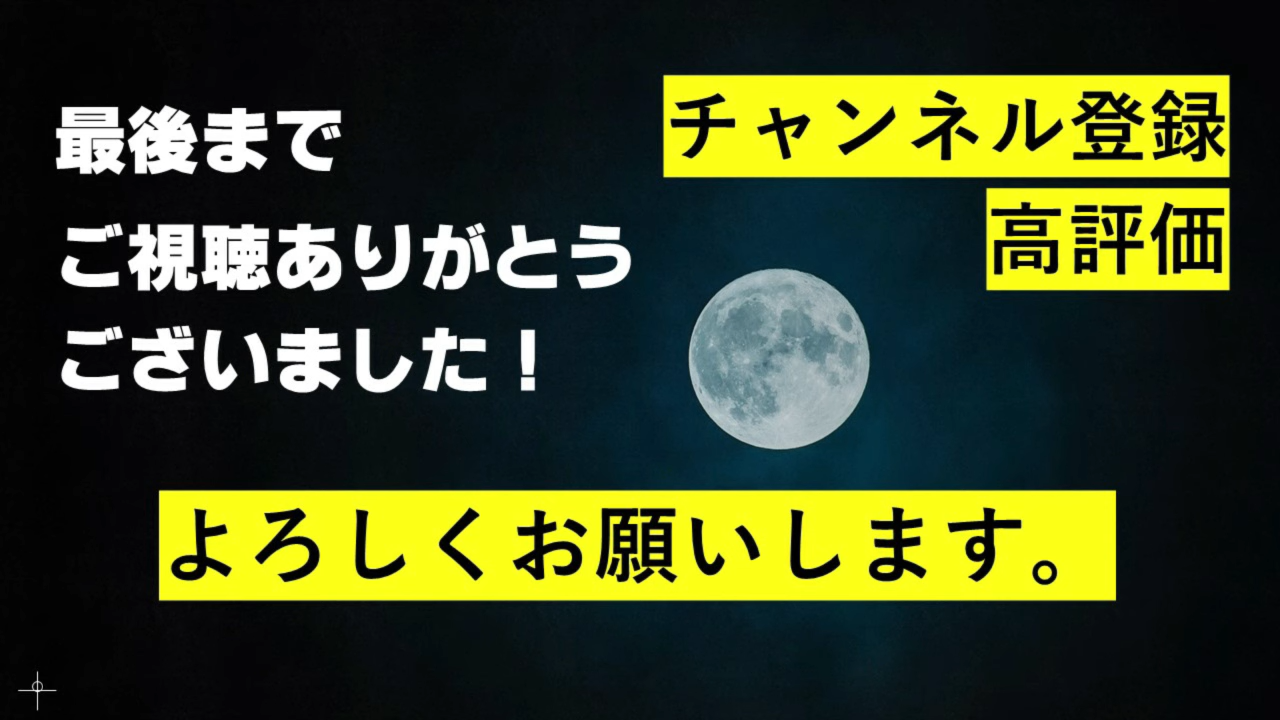 最後まで
ご視聴ありがとう
ございました！
チャンネル登録
高評価
よろしくお願いします。